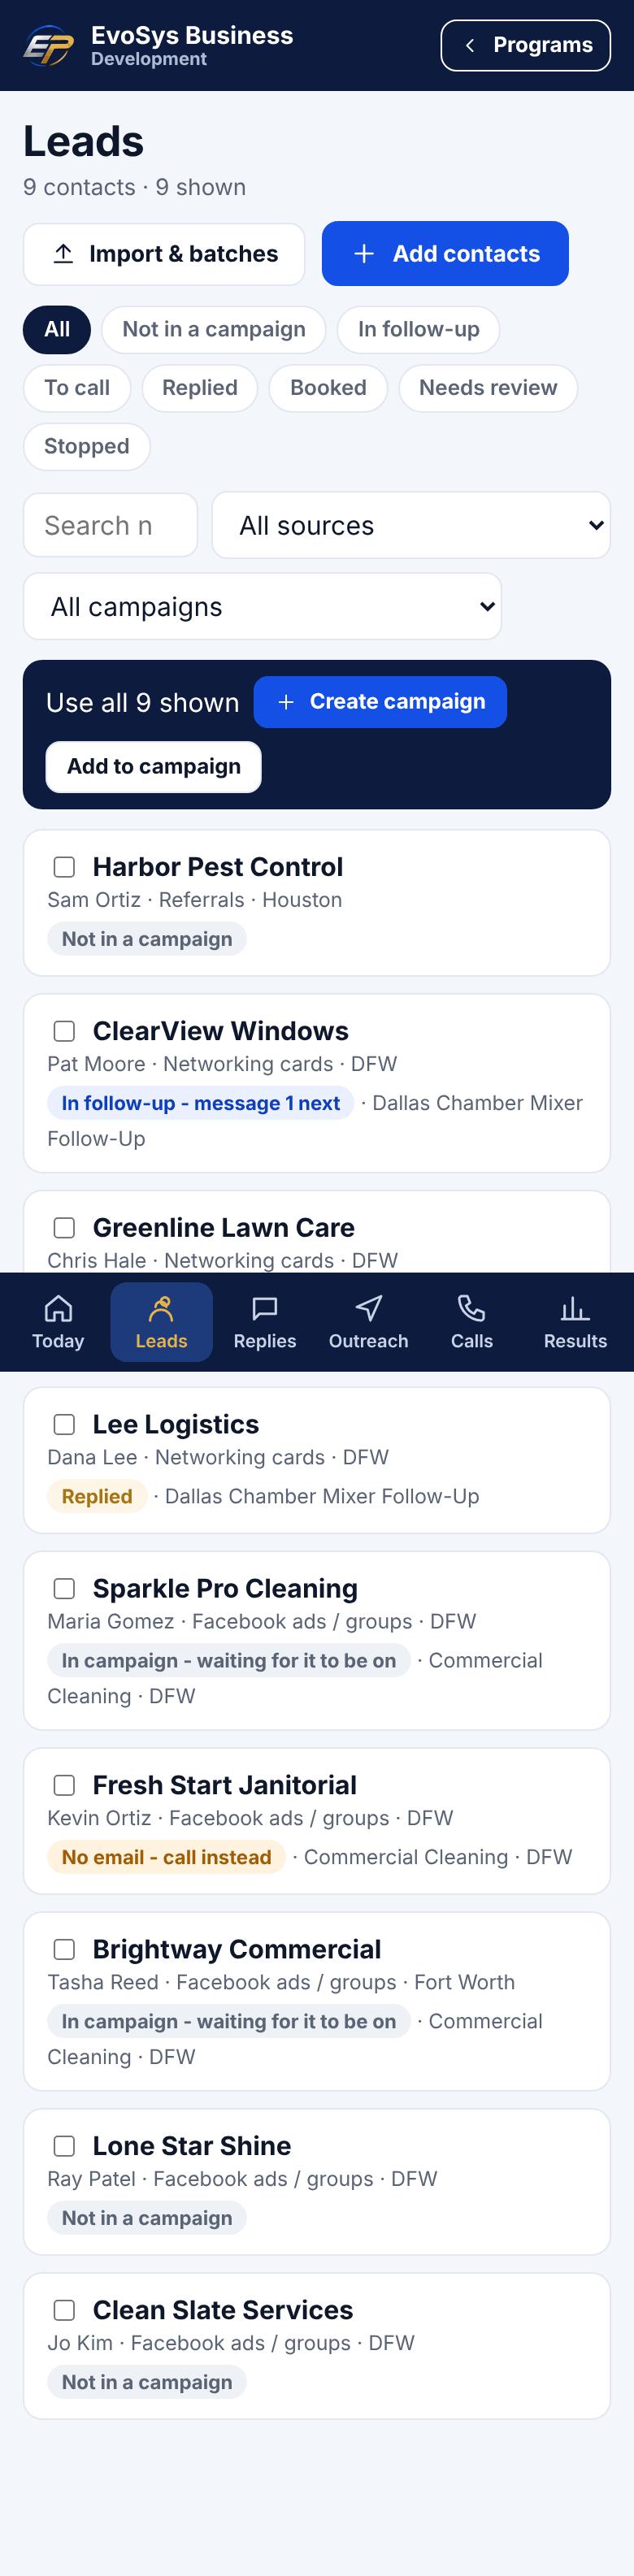 EP
EvoSys Business
Development
Programs
Leads
9 contacts · 9 shown
Import & batches
Add contacts
All
Not in a campaign
In follow-up
To call
Replied
Booked
Needs review
Stopped
Search n
All sources
All campaigns
Use all 9 shown
Create campaign
Add to campaign
Harbor Pest Control
Sam Ortiz · Referrals · Houston
Not in a campaign
ClearView Windows
Pat Moore · Networking cards · DFW
In follow-up - message 1 next · Dallas Chamber Mixer
Follow-Up
Greenline Lawn Care
Chris Hale · Networking cards · DFW
Today
Leads
Replies
Outreach
Calls
Results
Lee Logistics
Dana Lee · Networking cards · DFW
Replied · Dallas Chamber Mixer Follow-Up
Sparkle Pro Cleaning
Maria Gomez · Facebook ads / groups · DFW
In campaign - waiting for it to be on · Commercial
Cleaning · DFW
Fresh Start Janitorial
Kevin Ortiz · Facebook ads / groups · DFW
No email - call instead · Commercial Cleaning · DFW
Brightway Commercial
Tasha Reed · Facebook ads / groups · Fort Worth
In campaign - waiting for it to be on · Commercial
Cleaning · DFW
Lone Star Shine
Ray Patel · Facebook ads / groups · DFW
Not in a campaign
Clean Slate Services
Jo Kim · Facebook ads / groups · DFW
Not in a campaign